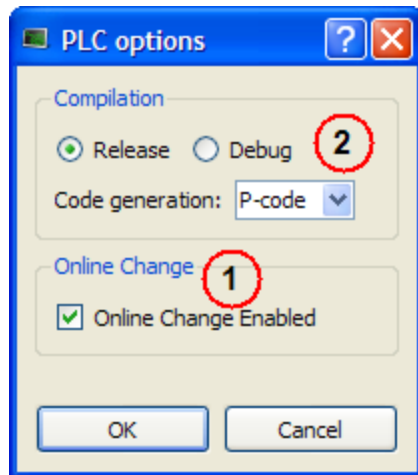 PLC options
Compilation
Release Debug 2
Code generation: P-code
Online Change 1
Online Change Enabled
OK Cancel